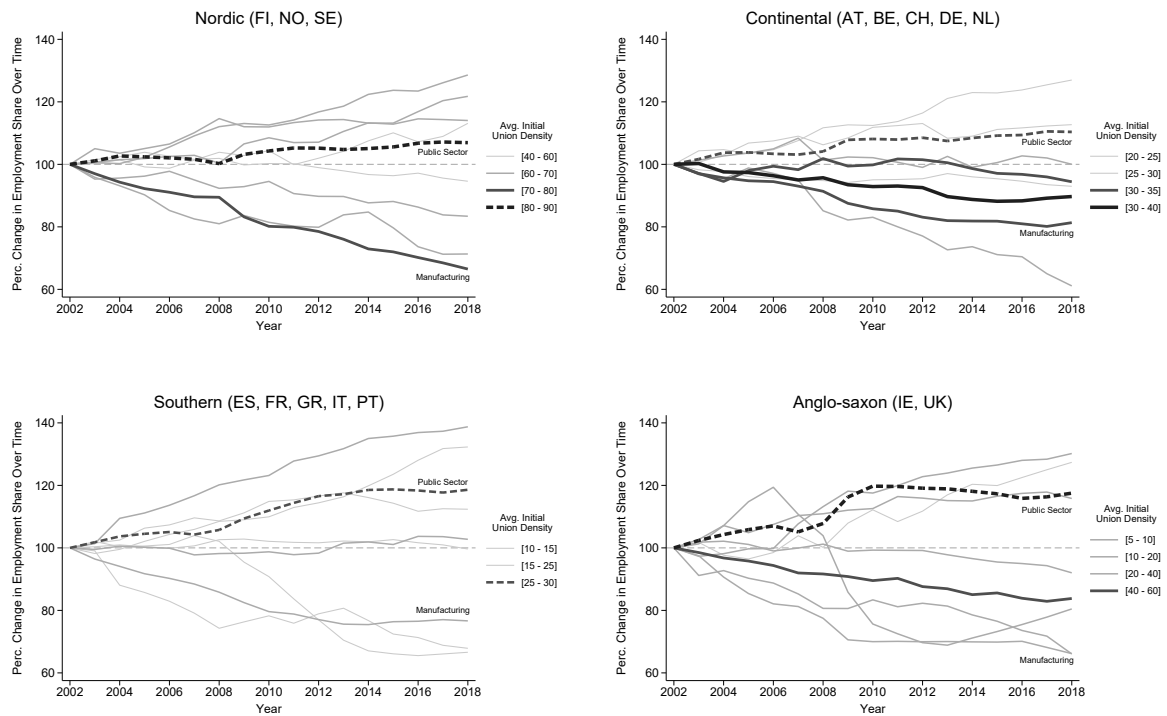 Nordic (FI, NO, SE)
Perc. Change in Employment Share Over Time
140
120
100
80
60
2002 2004 2006 2008 2010 2012 2014 2016 2018
Year
Public Sector
Manufacturing
Avg. Initial
Union Density
[40 - 60]
[60 - 70]
[70 - 80]
[80 - 90]
Continental (AT, BE, CH, DE, NL)
Perc. Change in Employment Share Over Time
140
120
100
80
60
2002 2004 2006 2008 2010 2012 2014 2016 2018
Year
Public Sector
Manufacturing
Avg. Initial
Union Density
[20 - 25]
[25 - 30]
[30 - 35]
[30 - 40]
Southern (ES, FR, GR, IT, PT)
Perc. Change in Employment Share Over Time
140
120
100
80
60
2002 2004 2006 2008 2010 2012 2014 2016 2018
Year
Public Sector
Manufacturing
Avg. Initial
Union Density
[10 - 15]
[15 - 25]
[25 - 30]
Anglo-saxon (IE, UK)
Perc. Change in Employment Share Over Time
140
120
100
80
60
2002 2004 2006 2008 2010 2012 2014 2016 2018
Year
Public Sector
Manufacturing
Avg. Initial
Union Density
[5 - 10]
[10 - 20]
[20 - 40]
[40 - 60]